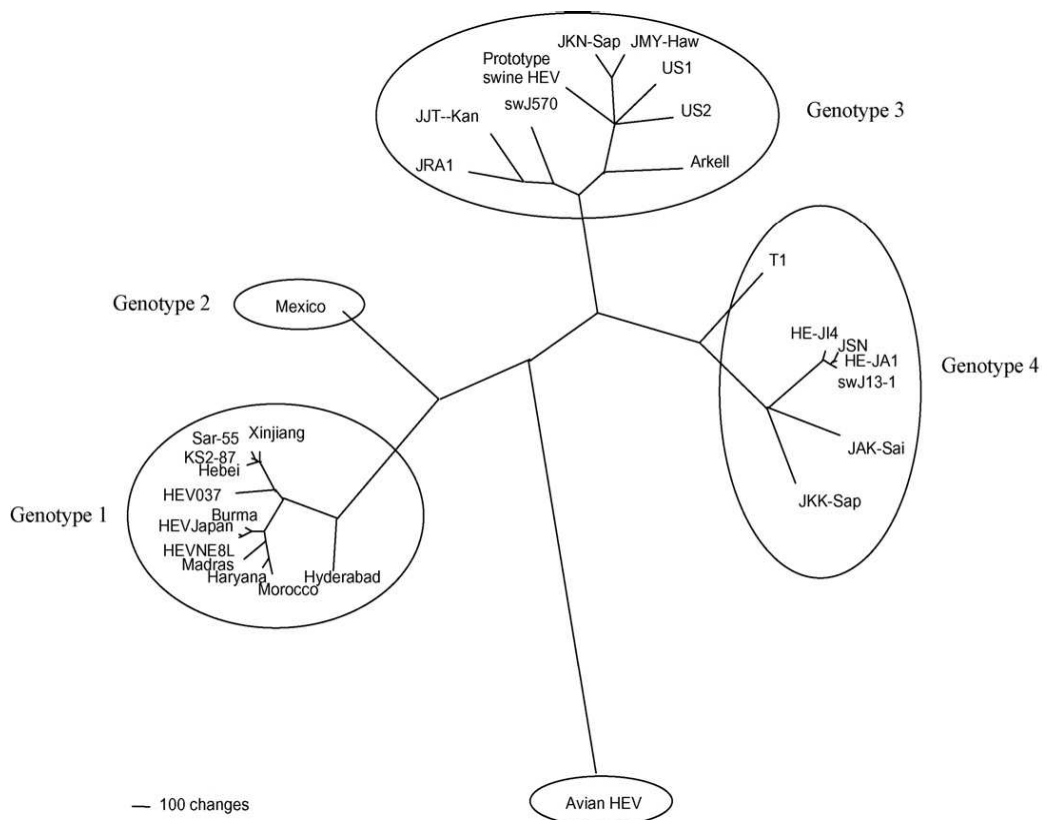 JKN-Sap
JMY-Haw
Prototype
swine HEV
US1
swJ570
US2
JJT--Kan
Genotype 3
JRA1
Arkell
T1
Genotype 2
Mexico
HE-JI4
JSN
HE-JA1
swJ13-1
Genotype 4
JAK-Sai
JKK-Sap
Sar-55
Xinjiang
KS2-87
Hebei
HEV037
Genotype 1
Burma
HEVJapan
HEVNE8L
Madras
Haryana
Morocco
Hyderabad
100 changes
Avian HEV